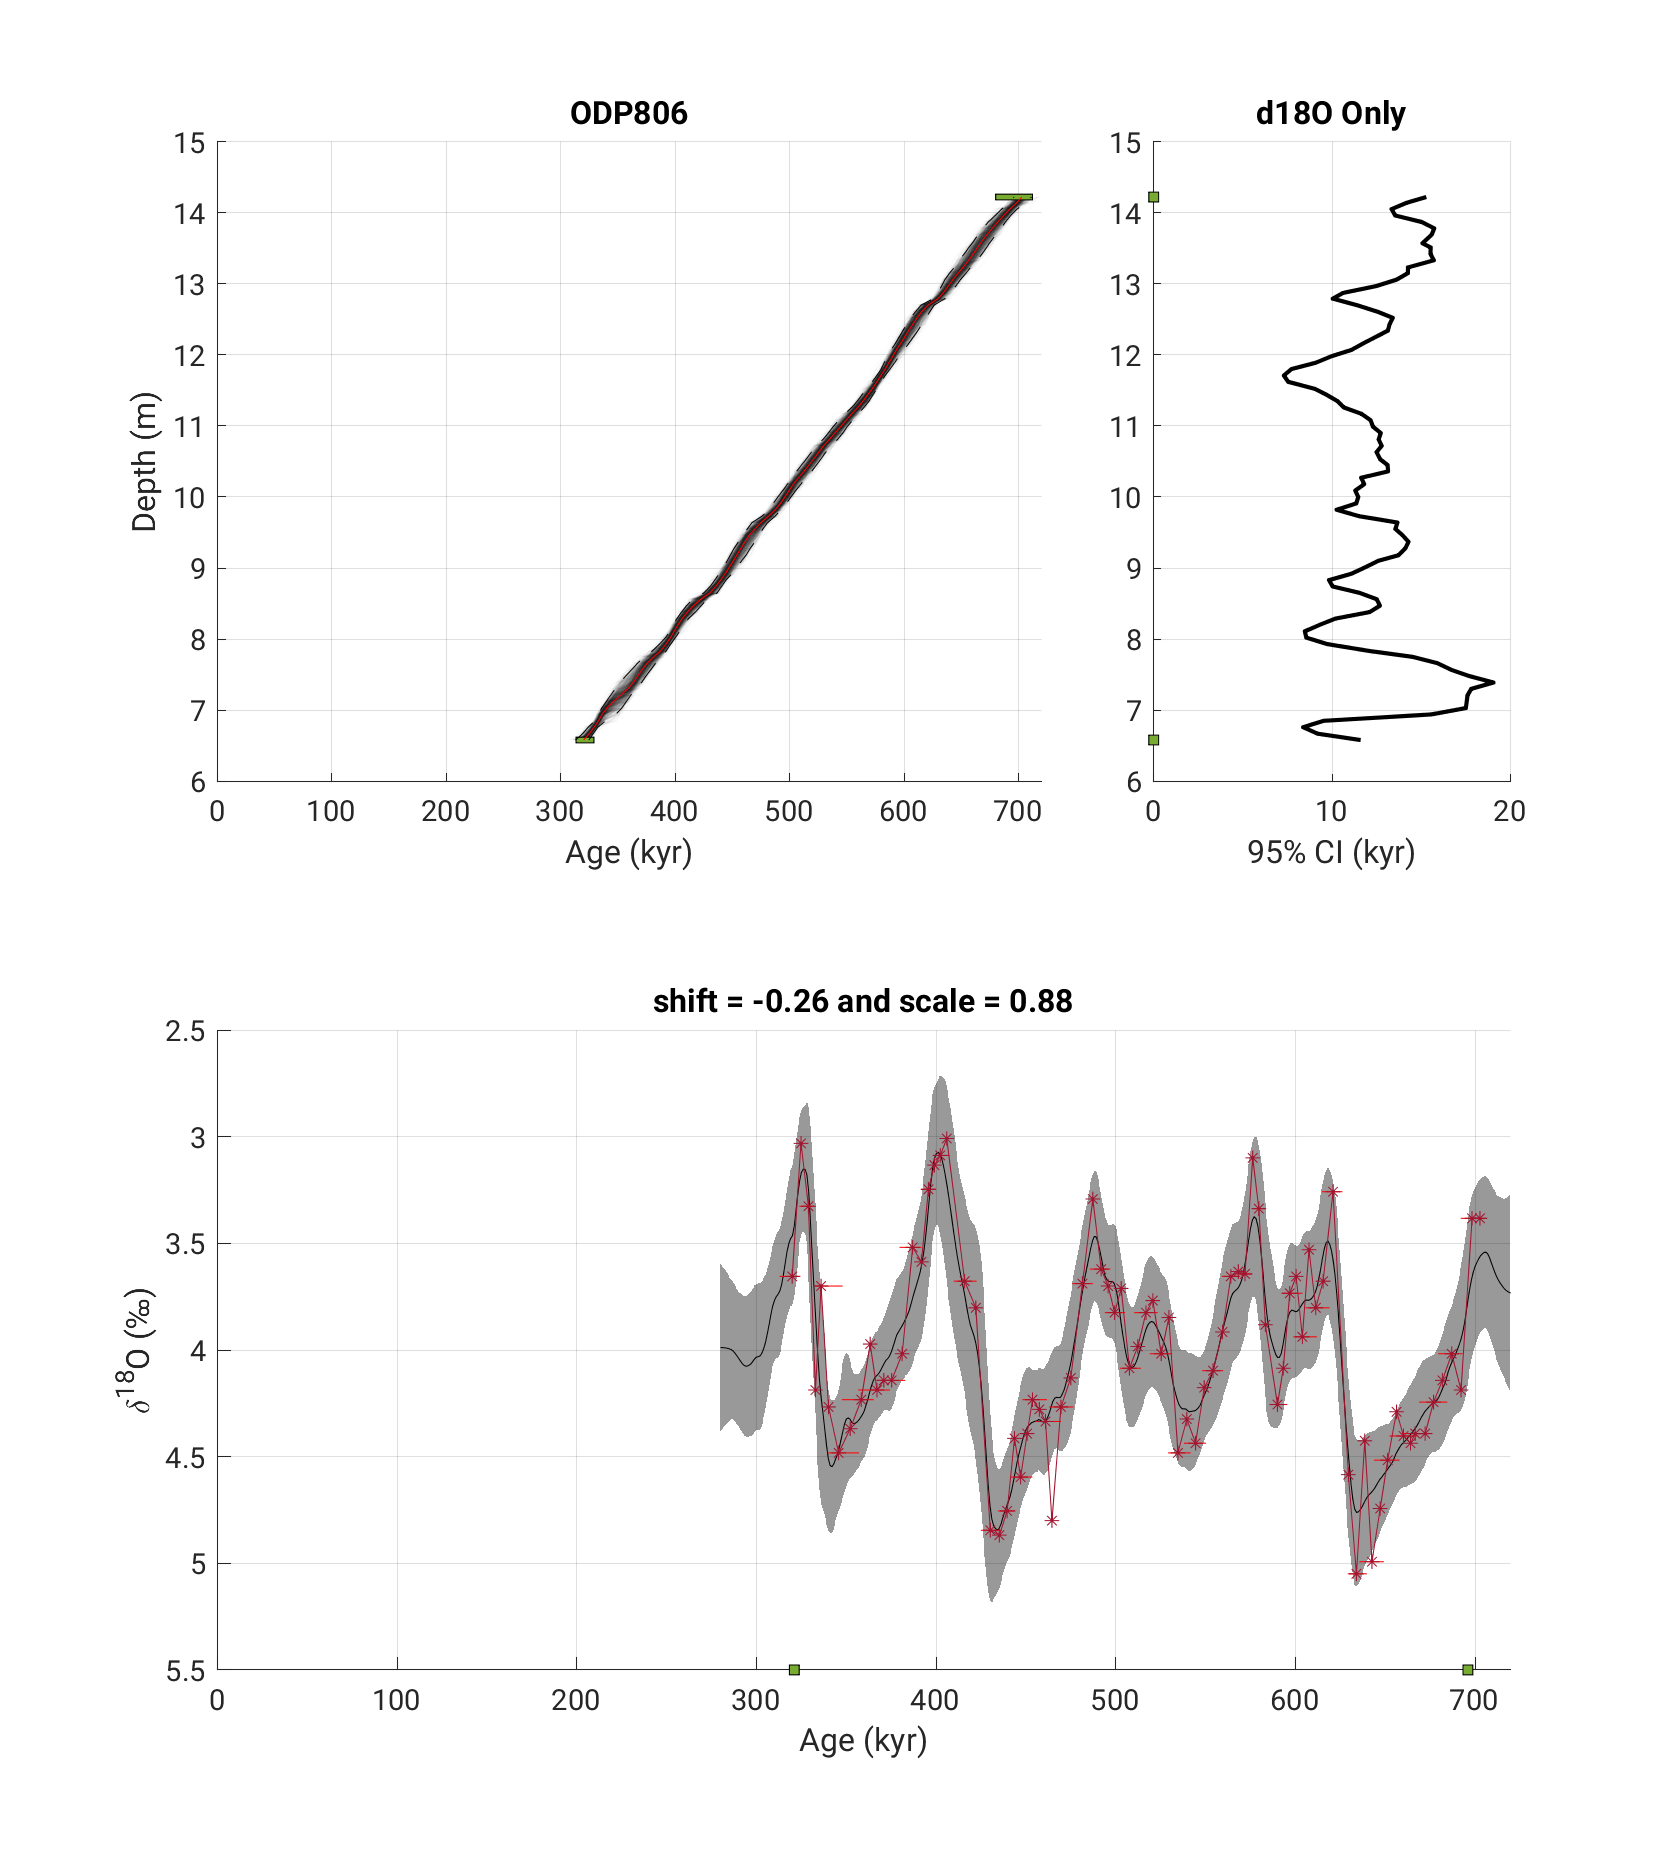 ODP806
15
14
13
12
11
10
9
8
7
6
Depth (m)
0 100 200 300 400 500 600 700
Age (kyr)
d18O Only
15
14
13
12
11
10
9
8
7
6
0 10 20
95% CI (kyr)
shift = -0.26 and scale = 0.88
2.5
3
3.5
4
4.5
5
5.5
δ18O (‰)
0 100 200 300 400 500 600 700
Age (kyr)